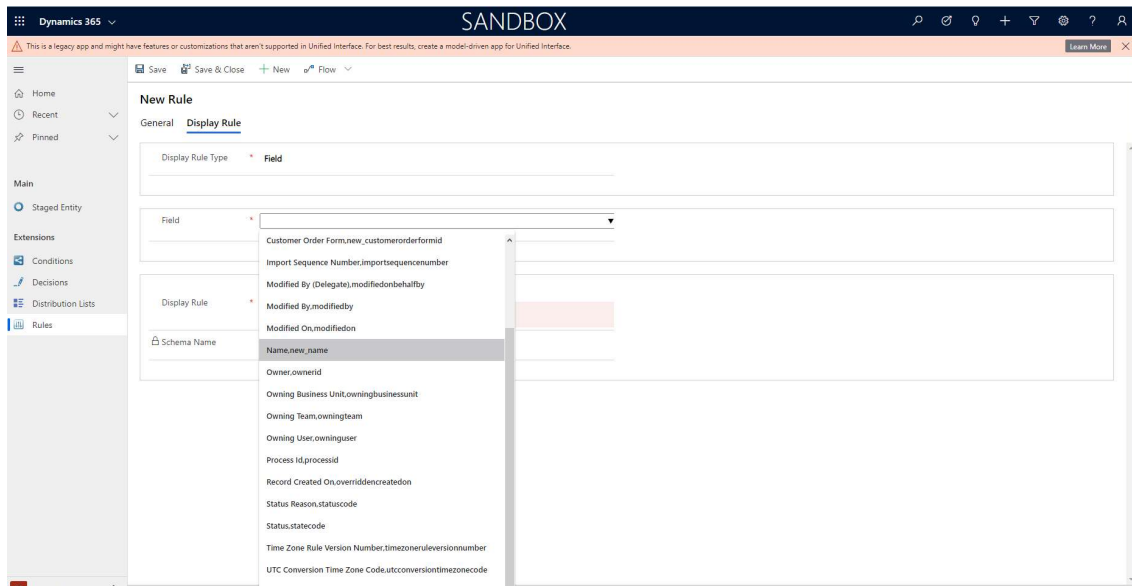 Dynamics 365
SANDBOX
This is a legacy app and might have features or customizations that aren't supported in Unified Interface. For best results, create a model-driven app for Unified Interface.
Learn More
Save
Save & Close
New
Flow
Home
Recent
Pinned
Main
Staged Entity
Extensions
Conditions
Decisions
Distribution Lists
Rules
New Rule
General
Display Rule
Display Rule Type * Field
Field *
Customer Order Form,new_customerorderformid
Import Sequence Number,importsequencenumber
Modified By (Delegate),modifiedonbehalfby
Modified By,modifiedby
Modified On,modifiedon
Name,new_name
Owner,ownerid
Owning Business Unit,owningbusinessunit
Owning Team,owningteam
Owning User,owninguser
Process Id,processid
Record Created On,overriddencreatedon
Status Reason,statuscode
Status,statecode
Time Zone Rule Version Number,timezoneruleversionnumber
UTC Conversion Time Zone Code,utcconversiontimezonecode
Display Rule *
Schema Name